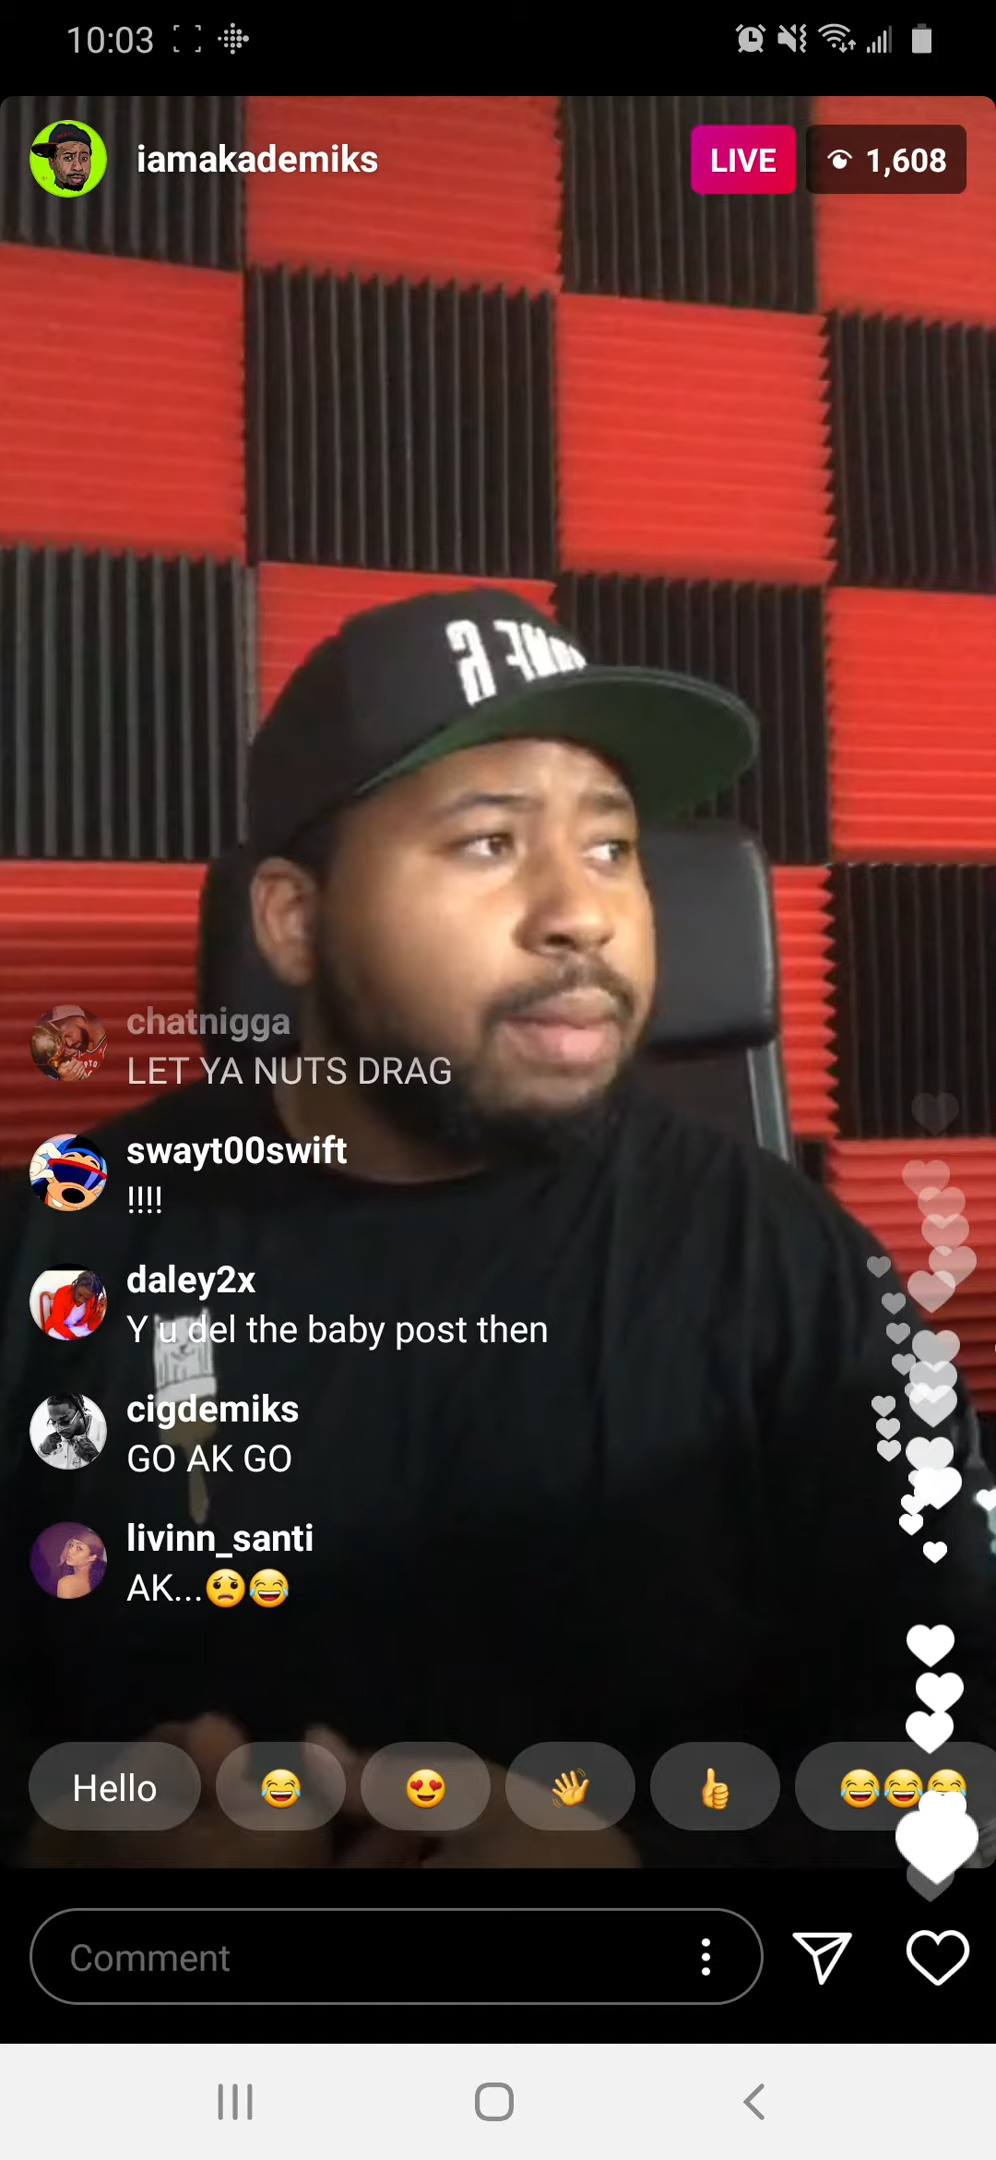 10:03
iamakademiks
LIVE
1,608
chatnigga
LET YA NUTS DRAG
swayt00swift
!!!!
daley2x
Y u del the baby post then
cigdemiks
GO AK GO
livinn_santi
AK...😟😂
Hello
😂
😍
👋
👍
😂😂😂
Comment